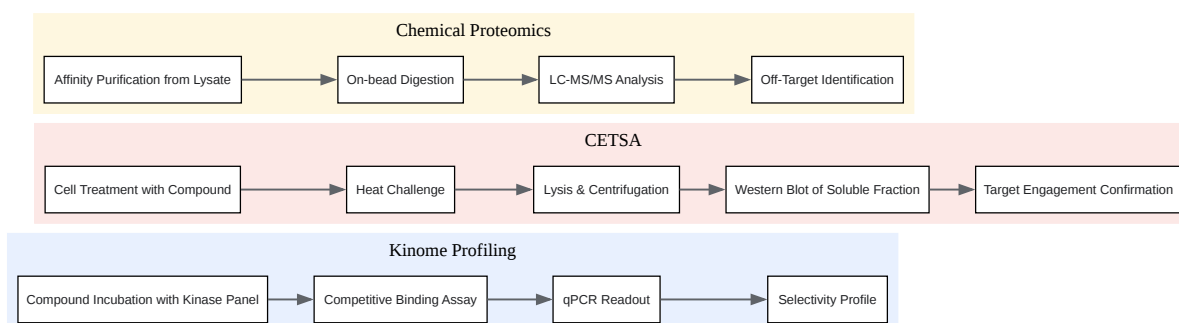 Chemical Proteomics
Affinity Purification from Lysate
On-bead Digestion
LC-MS/MS Analysis
Off-Target Identification
CETSA
Cell Treatment with Compound
Heat Challenge
Lysis & Centrifugation
Western Blot of Soluble Fraction
Target Engagement Confirmation
Kinome Profiling
Compound Incubation with Kinase Panel
Competitive Binding Assay
qPCR Readout
Selectivity Profile